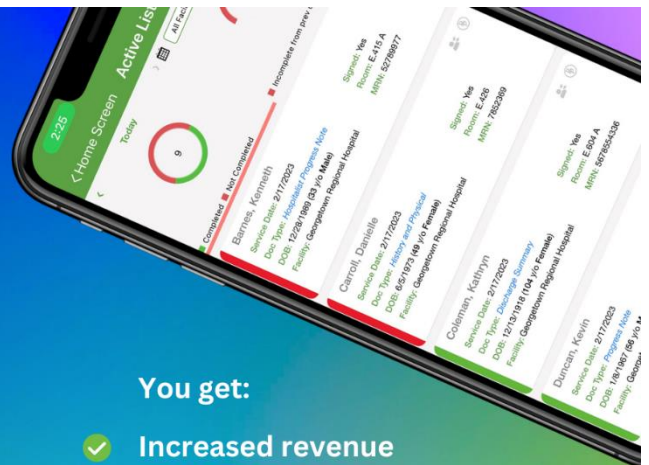 2:25
Home Screen
Active List
Today
All Facil
9
Completed
Not Completed
Incomplete from prev d
Barnes, Kenneth
Service Date: 2/17/2023
Doc Type: Hospitalist Progress Note
DOB: 12/28/1989 (33 y/o Male)
Facility: Georgetown Regional Hospital
Signed: Yes
Room: E.415 A
MRN: 52789977
Carroll, Danielle
Service Date: 2/17/2023
Doc Type: History and Physical
DOB: 6/5/1973 (49 y/o Female)
Facility: Georgetown Regional Hospital
Signed: Yes
Room: E.426
MRN: 7852369
Coleman, Kathryn
Service Date: 2/17/2023
Doc Type: Discharge Summary
DOB: 12/13/1918 (104 y/o Female)
Facility: Georgetown Regional Hospital
Signed: Yes
Room: E.604 A
MRN: 5678554336
Duncan, Kevin
Service Date: 2/17/2023
Doc Type: Progress Note
DOB: 1/8/1967 (56 y/o M
Facility: Georget
You get:
Increased revenue